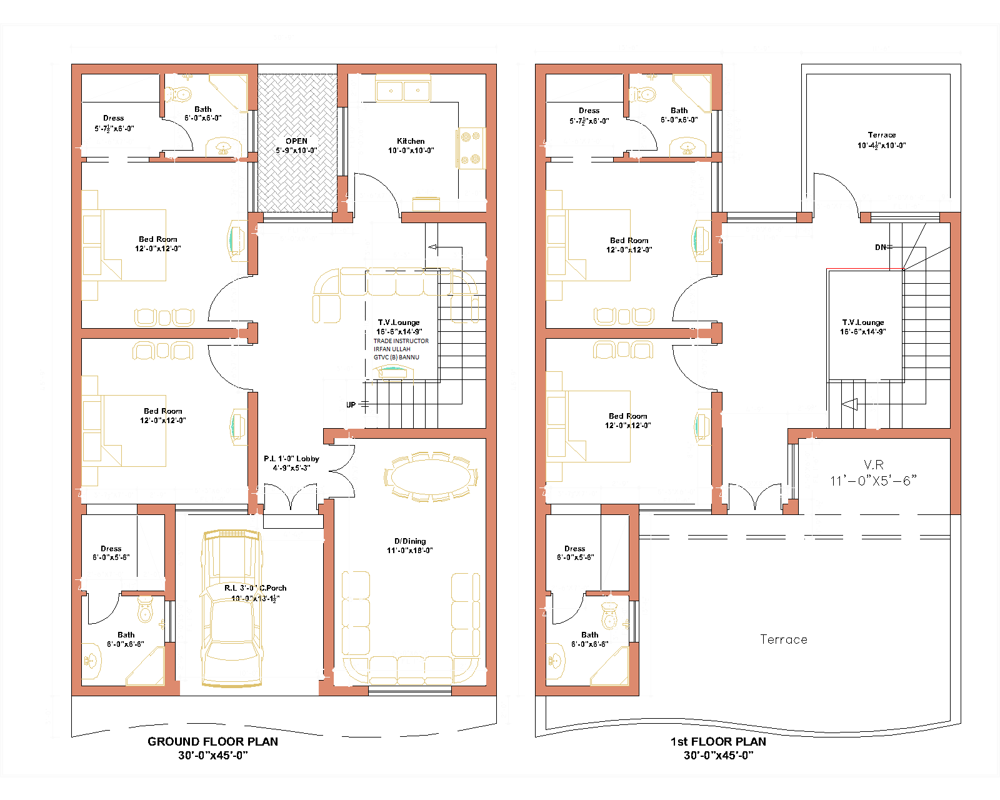 Bath
6'-0"x6'-0"
Dress
5'-7½"x6'-0"
OPEN
5'-9"x10'-0"
Kitchen
10'-0"x10'-0"
Bed Room
12'-0"x12'-0"
T.V.Lounge
16'-6"x14'-9"
TRADE INSTRUCTOR
IRFAN ULLAH
GTVC (B) BANNU
UP
Bed Room
12'-0"x12'-0"
P.L 1'-0" Lobby
4'-9"x5'-3"
D/Dining
11'-0"x18'-0"
Dress
6'-0"x5'-6"
R.L 3'-0" C.Porch
10'-0"x13'-1½"
Bath
6'-0"x6'-6"
GROUND FLOOR PLAN
30'-0"x45'-0"
Dress
5'-7½"x6'-0"
Bath
6'-0"x6'-0"
Terrace
10'-4½"x10'-0"
Bed Room
12'-0"x12'-0"
DN
T.V.Lounge
16'-6"x14'-9"
Bed Room
12'-0"x12'-0"
V.R
11'-0"X5'-6"
Dress
6'-0"x5'-6"
Bath
6'-0"x6'-6"
Terrace
1st FLOOR PLAN
30'-0"x45'-0"